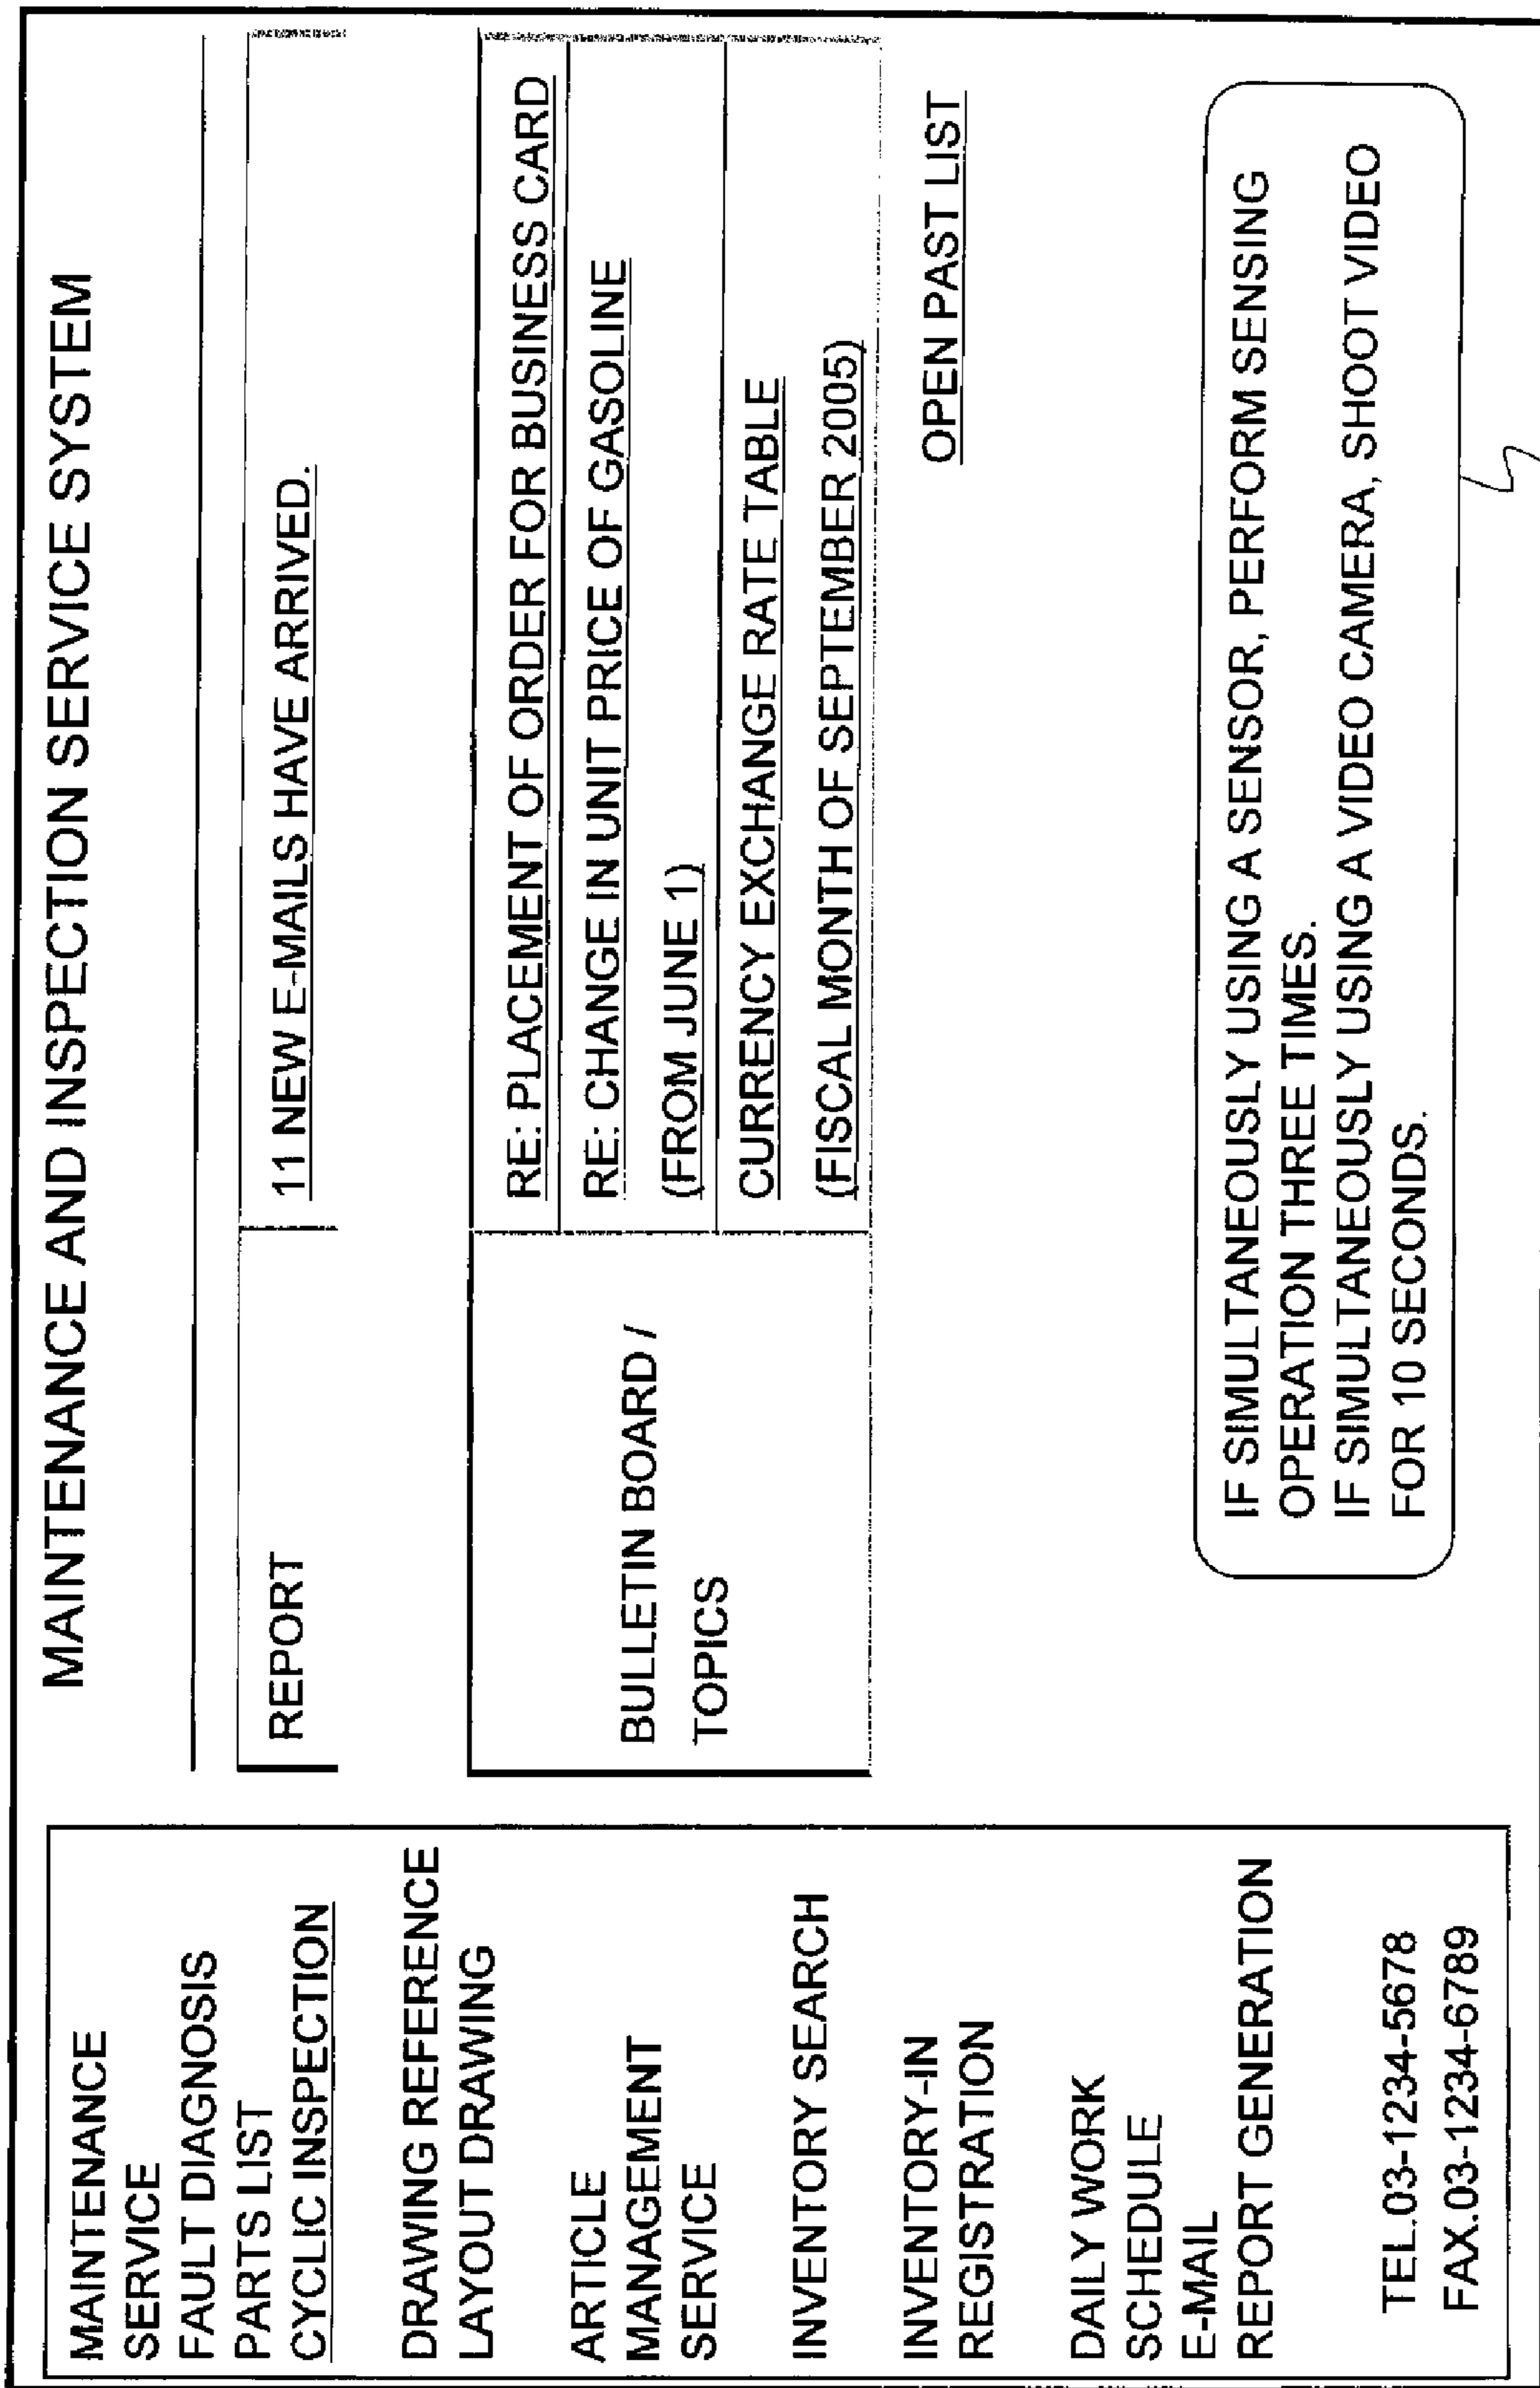 MAINTENANCE AND INSPECTION SERVICE SYSTEM
MAINTENANCE
SERVICE
FAULT DIAGNOSIS
PARTS LIST
CYCLIC INSPECTION
DRAWING REFERENCE
LAYOUT DRAWING
ARTICLE
MANAGEMENT
SERVICE
INVENTORY SEARCH
INVENTORY-IN
REGISTRATION
DAILY WORK
SCHEDULE
E-MAIL
REPORT GENERATION
TEL.03-1234-5678
FAX.03-1234-6789
REPORT
11 NEW E-MAILS HAVE ARRIVED.
BULLETIN BOARD /
TOPICS
RE: PLACEMENT OF ORDER FOR BUSINESS CARD
RE: CHANGE IN UNIT PRICE OF GASOLINE
(FROM JUNE 1)
CURRENCY EXCHANGE RATE TABLE
(FISCAL MONTH OF SEPTEMBER 2005)
OPEN PAST LIST
IF SIMULTANEOUSLY USING A SENSOR, PERFORM SENSING
OPERATION THREE TIMES.
IF SIMULTANEOUSLY USING A VIDEO CAMERA, SHOOT VIDEO
FOR 10 SECONDS.